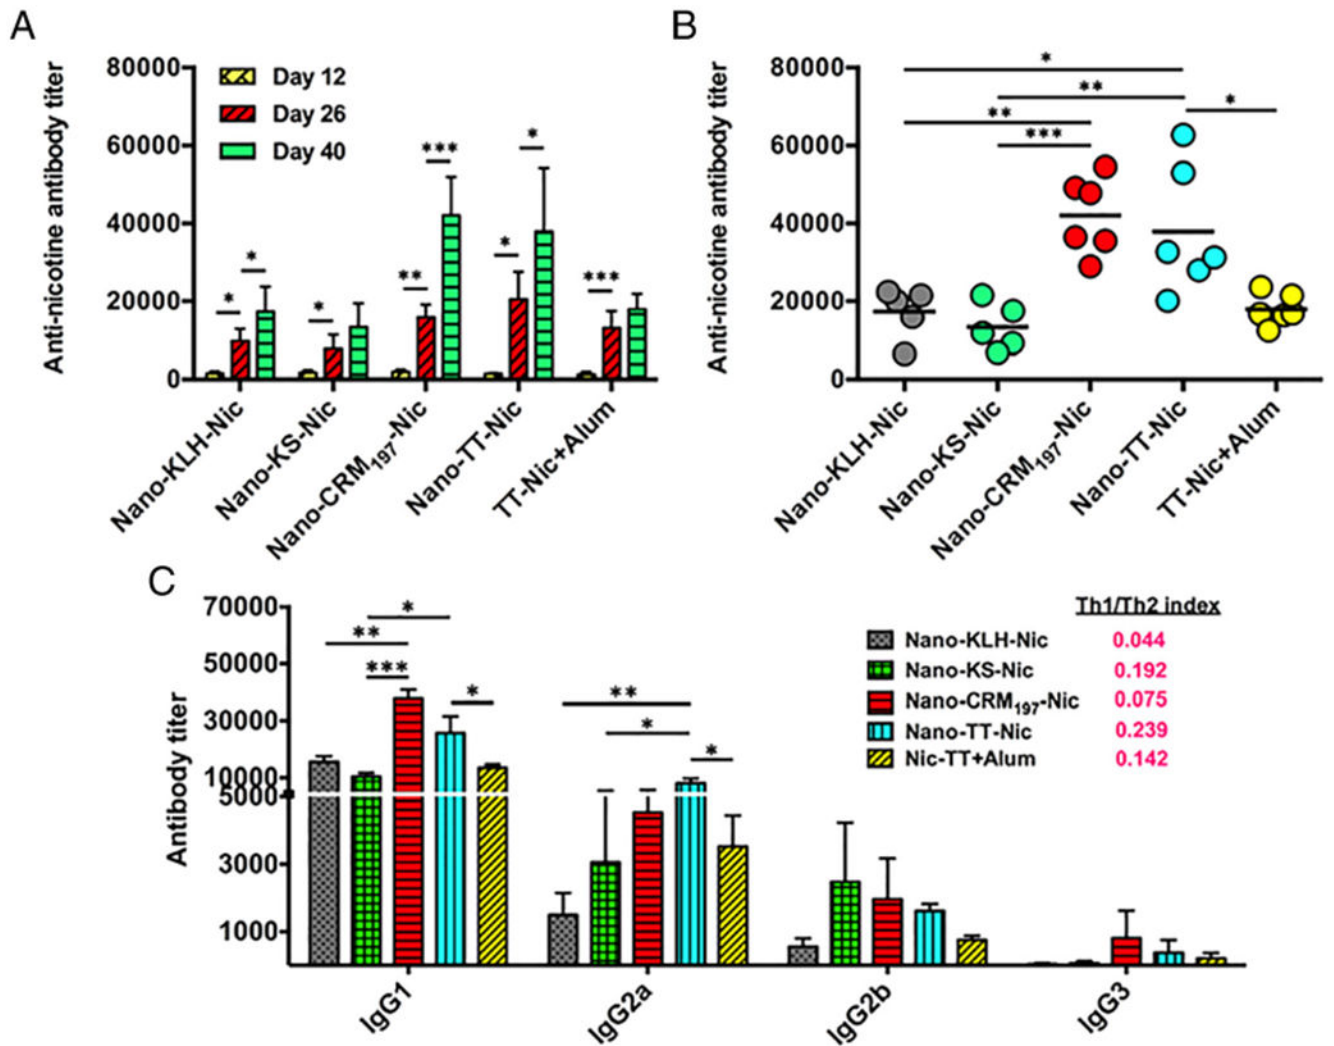 A
Anti-nicotine antibody titer
80000
60000
40000
20000
0
Day 12
Day 26
Day 40
*
*
*
**
***
*
*
***
Nano-KLH-Nic
Nano-KS-Nic
Nano-CRM197-Nic
Nano-TT-Nic
TT-Nic+Alum
B
Anti-nicotine antibody titer
80000
60000
40000
20000
0
*
**
*
**
***
Nano-KLH-Nic
Nano-KS-Nic
Nano-CRM197-Nic
Nano-TT-Nic
TT-Nic+Alum
C
Antibody titer
70000
50000
30000
10000
5000
3000
1000
*
**
***
*
**
*
*
Th1/Th2 index
Nano-KLH-Nic 0.044
Nano-KS-Nic 0.192
Nano-CRM197-Nic 0.075
Nano-TT-Nic 0.239
Nic-TT+Alum 0.142
IgG1
IgG2a
IgG2b
IgG3